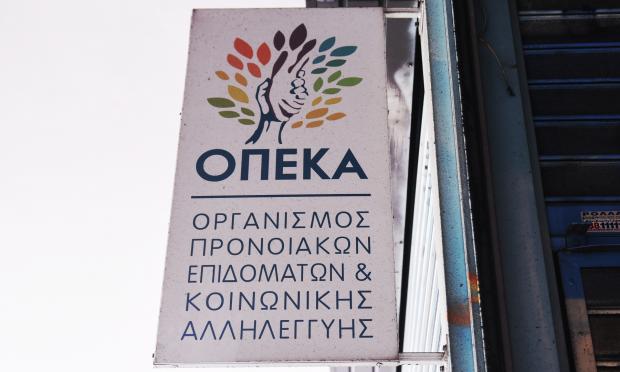 ΟΠΕΚΑ
ΟΡΓΑΝΙΣΜΟΣ
ΠΡΟΝΟΙΑΚΩΝ
ΕΠΙΔΟΜΑΤΩΝ &
ΚΟΙΝΩΝΙΚΗΣ
ΑΛΛΗΛΕΓΓΥΗΣ